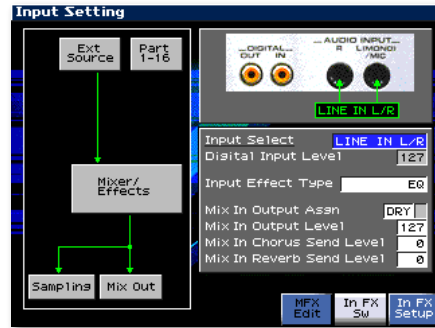 Input Setting
Ext
Source
Part
1-16
Mixer/
Effects
Sampling
Mix Out
DIGITAL
OUT IN
AUDIO INPUT
R L(MONO)
/MIC
LINE IN L/R
Input Select LINE IN L/R
Digital Input Level 127
Input Effect Type EQ
Mix In Output Asgn DRY
Mix In Output Level 127
Mix In Chorus Send Level 0
Mix In Reverb Send Level 0
MFX
Edit
In FX
Sw
In FX
Setup